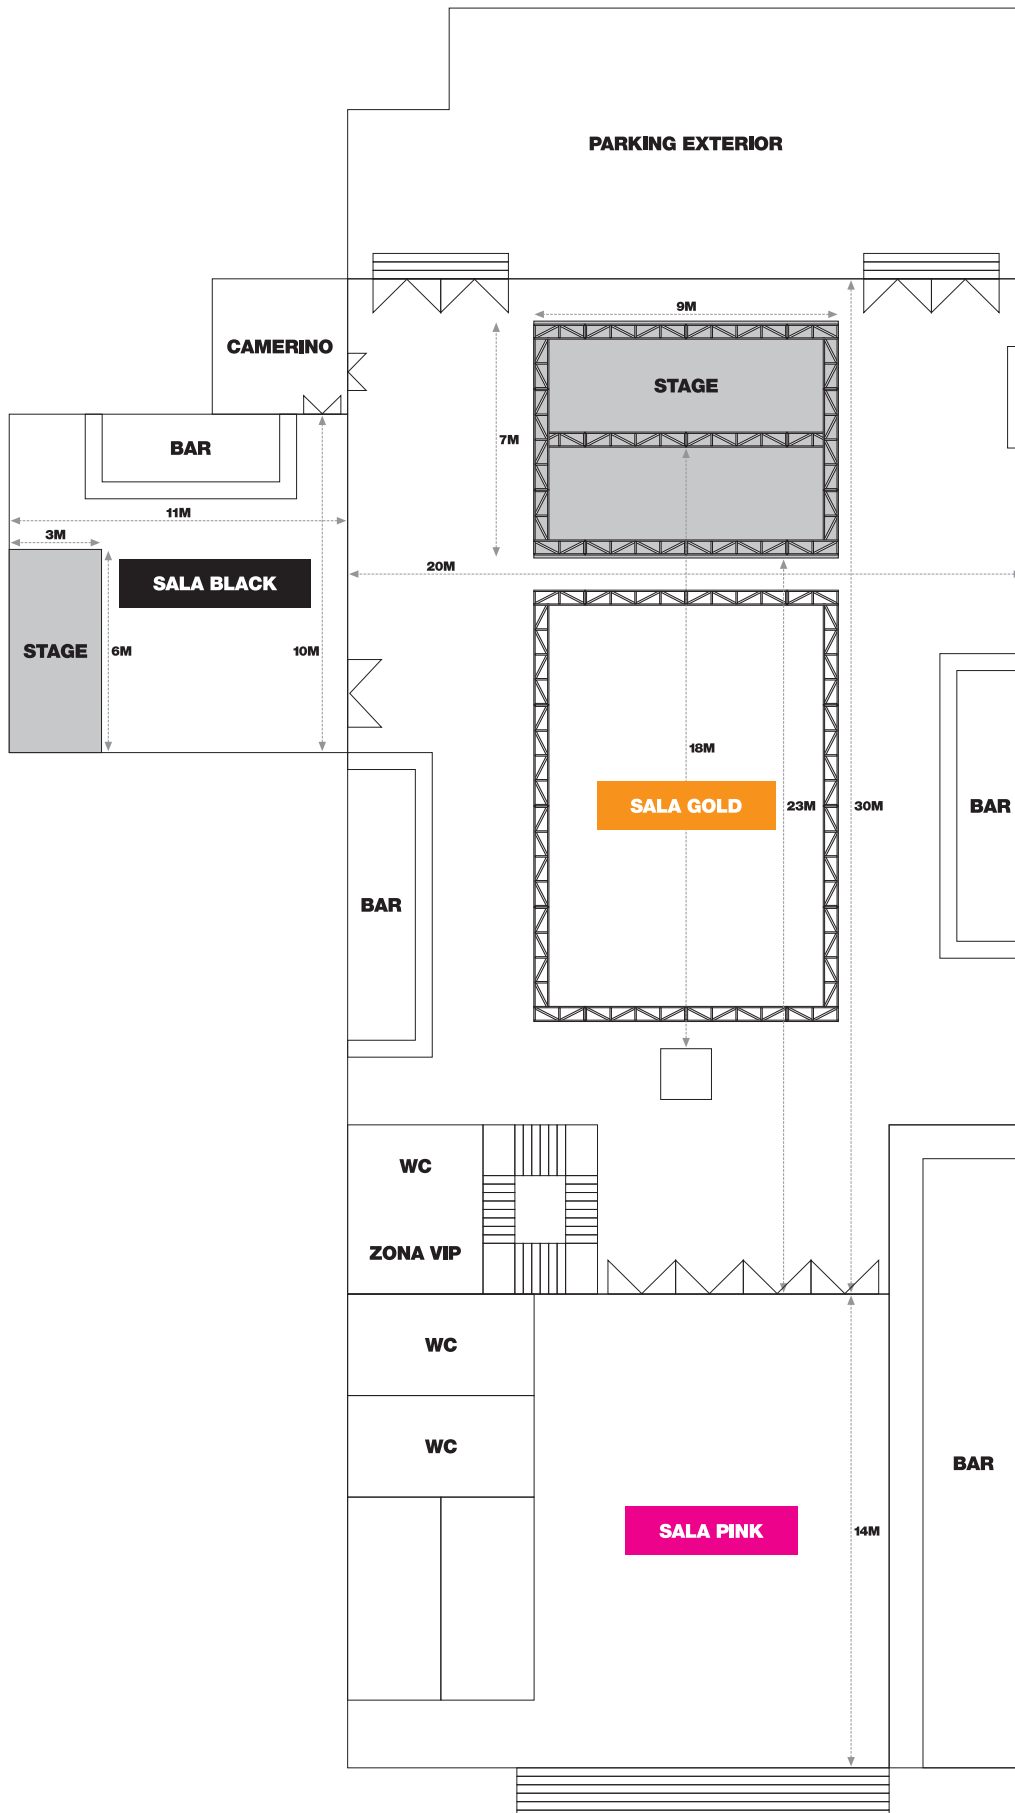 PARKING EXTERIOR
9M
CAMERINO
STAGE
7M
BAR
11M
3M
20M
SALA BLACK
STAGE
6M
10M
18M
SALA GOLD
23M
30M
BAR
BAR
WC
ZONA VIP
WC
WC
BAR
SALA PINK
14M